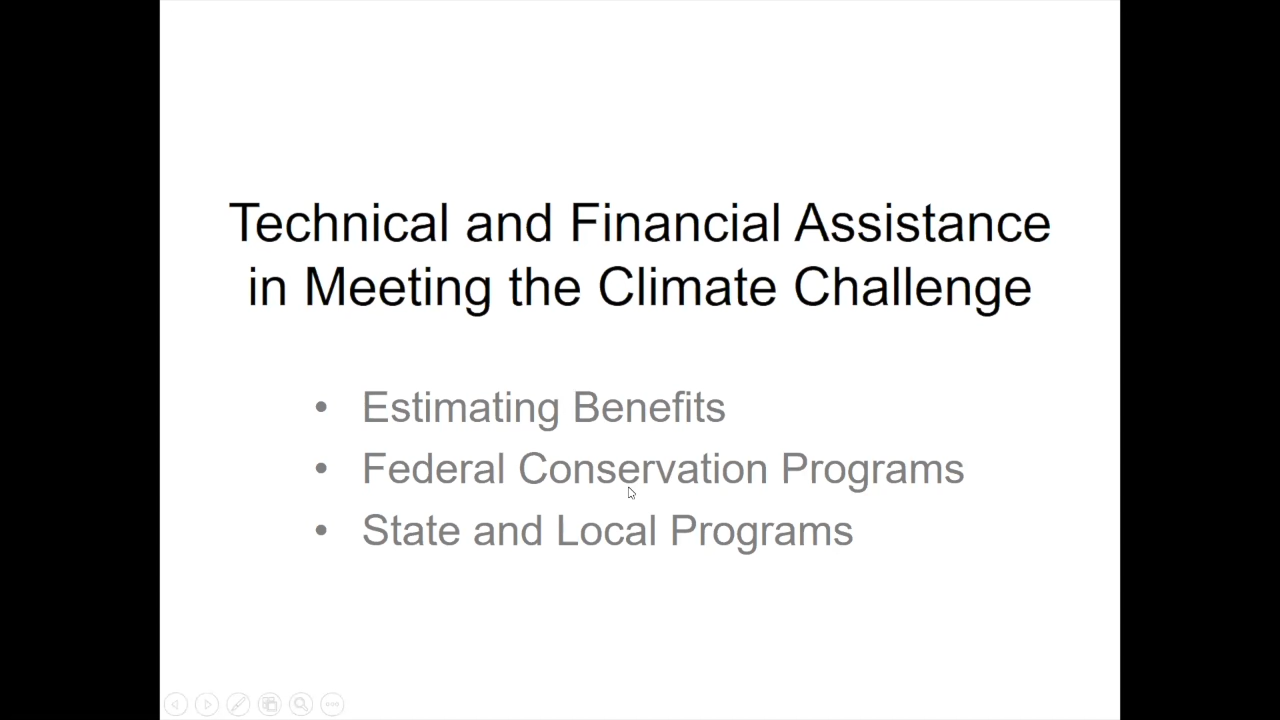 Technical and Financial Assistance
in Meeting the Climate Challenge
• Estimating Benefits
• Federal Conservation Programs
• State and Local Programs